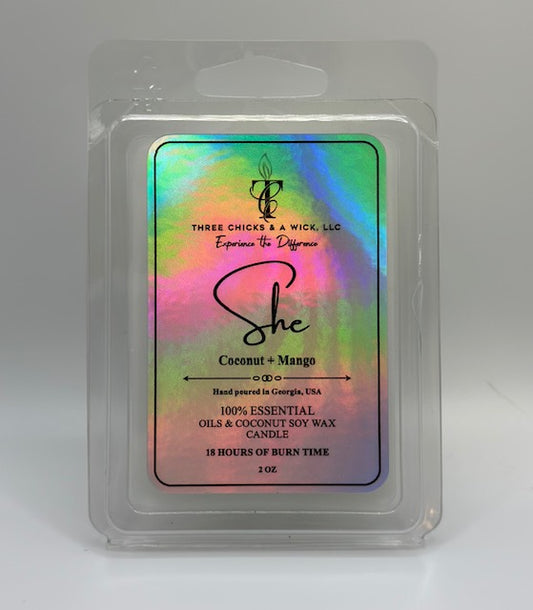 THREE CHICKS & A WICK, LLC
Experience the Difference
She
Coconut + Mango
Hand poured in Georgia, USA
100% ESSENTIAL
OILS & COCONUT SOY WAX
CANDLE
18 HOURS OF BURN TIME
2 OZ